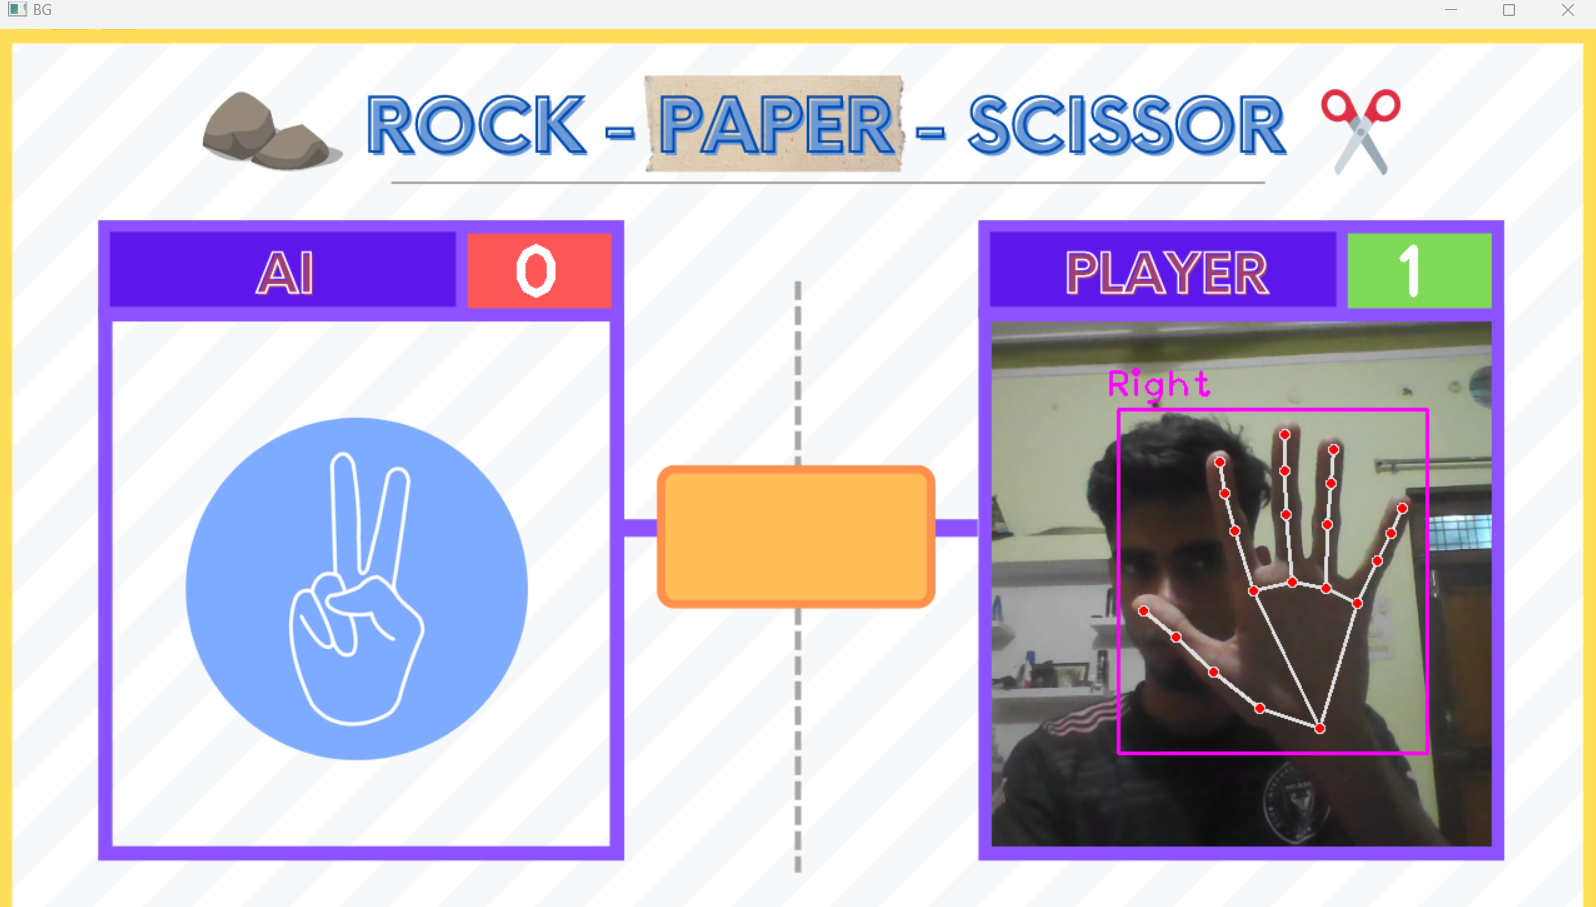 BG
ROCK - PAPER - SCISSOR
AI 0
PLAYER 1
Right